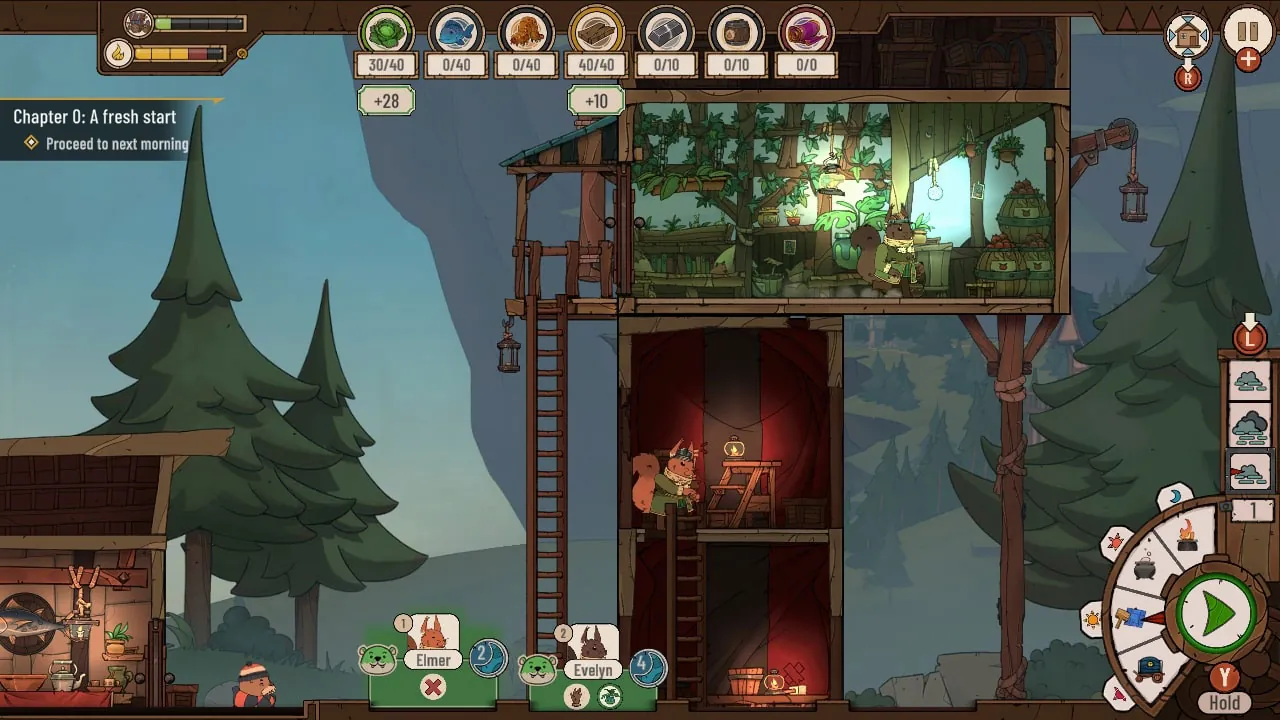 30/40
0/40
0/40
40/40
0/10
0/10
0/0
R
+28
+10
Chapter 0: A fresh start
Proceed to next morning
L
1
1
Elmer
2
2
Evelyn
4
Y
Hold